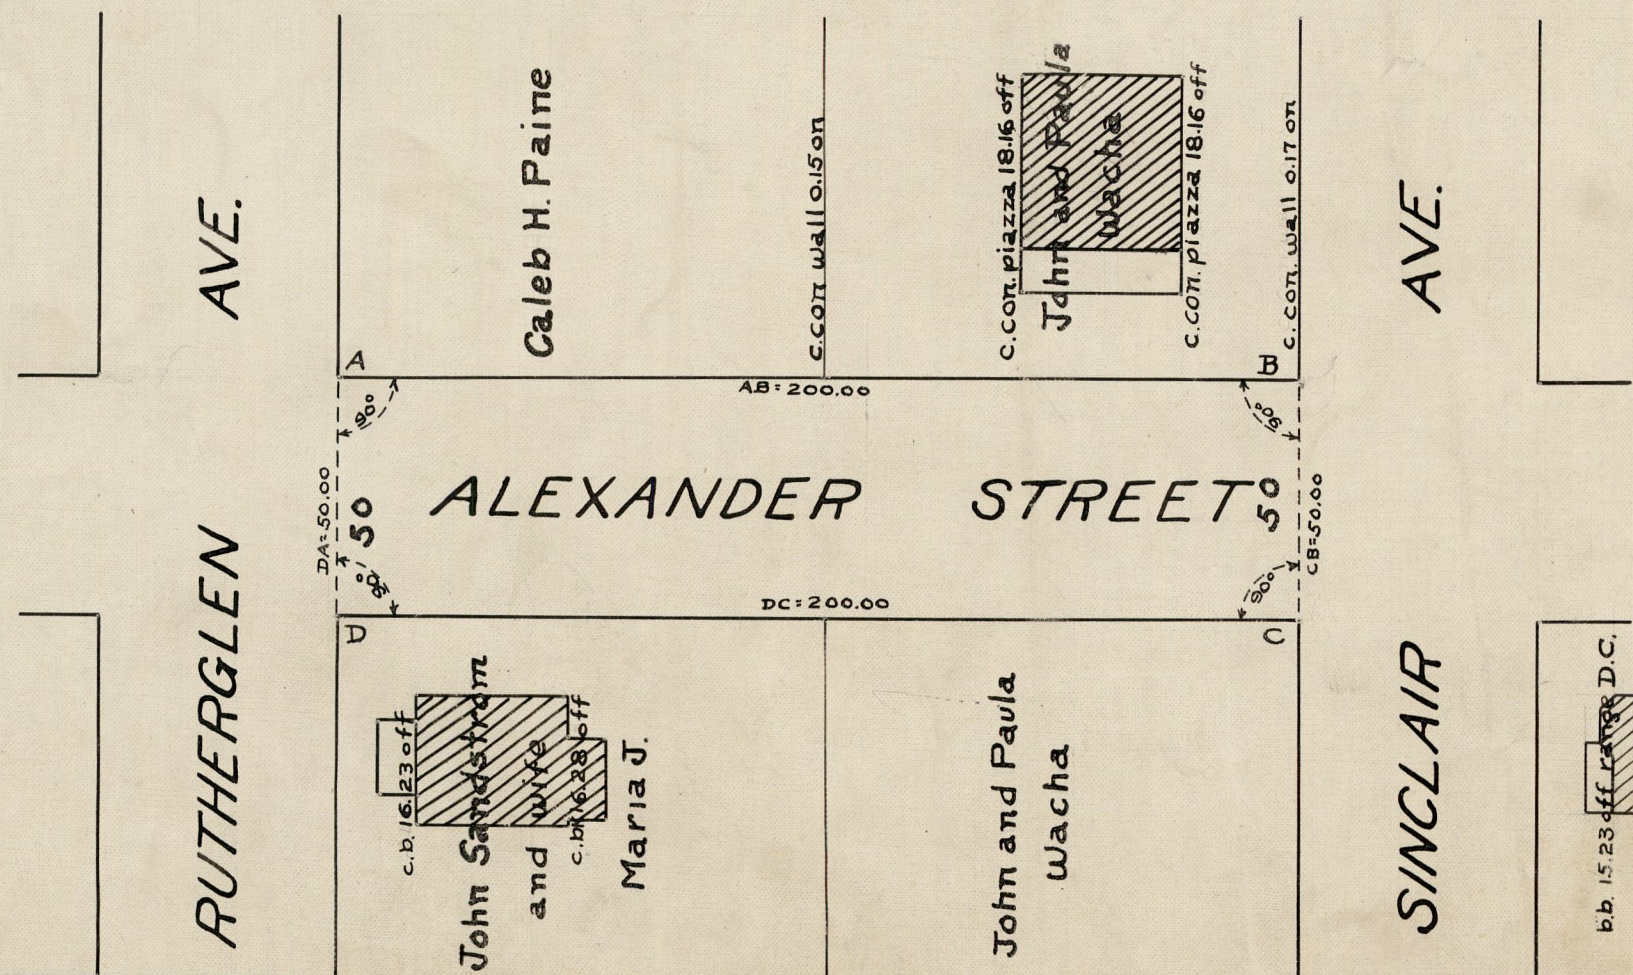 RUTHERGLEN AVE.
Caleb H. Paine
c.con wall 0.15 on
c.con. piazza 18.16 off
John and Paula
Wacha
c.con. piazza 18.16 off
c. con. wall 0.17 on
SINCLAIR AVE.
A
B
AB=200.00
90°
90°
DA=50.00
50
ALEXANDER STREET
50
CB=50.00
90°
90°
DC=200.00
D
C
c.b. 16.23 off
John Sandstrom
and wife
c.b. 16.28 off
Maria J.
John and Paula
Wacha
b.b. 15.23 off range D.C.